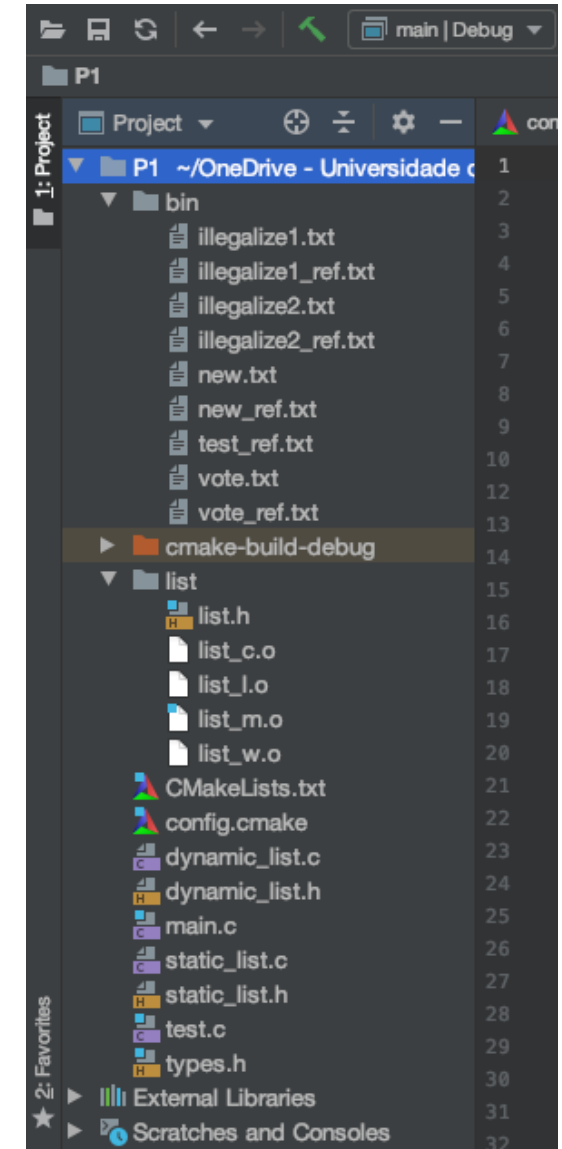 main | Debug
P1
1: Project
Project
con
P1 ~/OneDrive - Universidade c
bin
illegalize1.txt
illegalize1_ref.txt
illegalize2.txt
illegalize2_ref.txt
new.txt
new_ref.txt
test_ref.txt
vote.txt
vote_ref.txt
cmake-build-debug
list
list.h
list_c.o
list_l.o
list_m.o
list_w.o
CMakeLists.txt
config.cmake
dynamic_list.c
dynamic_list.h
main.c
static_list.c
static_list.h
test.c
types.h
External Libraries
Scratches and Consoles
2: Favorites
1
2
3
4
5
6
7
8
9
10
12
13
14
15
16
17
18
19
20
21
22
23
24
25
26
27
28
29
30
31
32